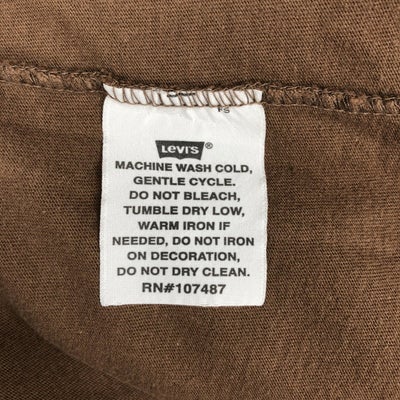 Levi's®
MACHINE WASH COLD,
GENTLE CYCLE.
DO NOT BLEACH,
TUMBLE DRY LOW,
WARM IRON IF
NEEDED, DO NOT IRON
ON DECORATION,
DO NOT DRY CLEAN.
RN#107487